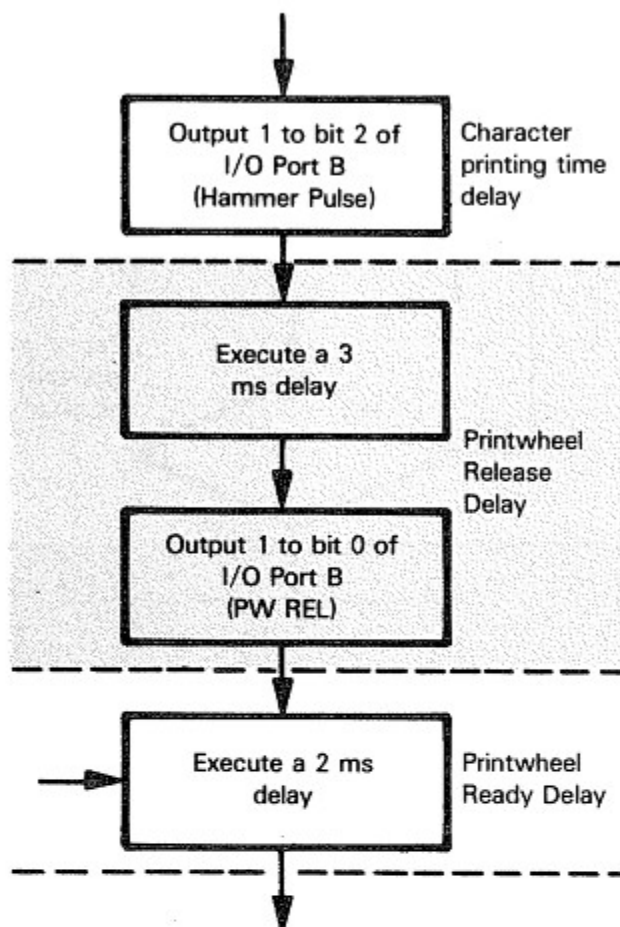 Output 1 to bit 2 of
I/O Port B
(Hammer Pulse)
Character
printing time
delay
Execute a 3
ms delay
Printwheel
Release
Delay
Output 1 to bit 0 of
I/O Port B
(PW REL)
Execute a 2 ms
delay
Printwheel
Ready Delay